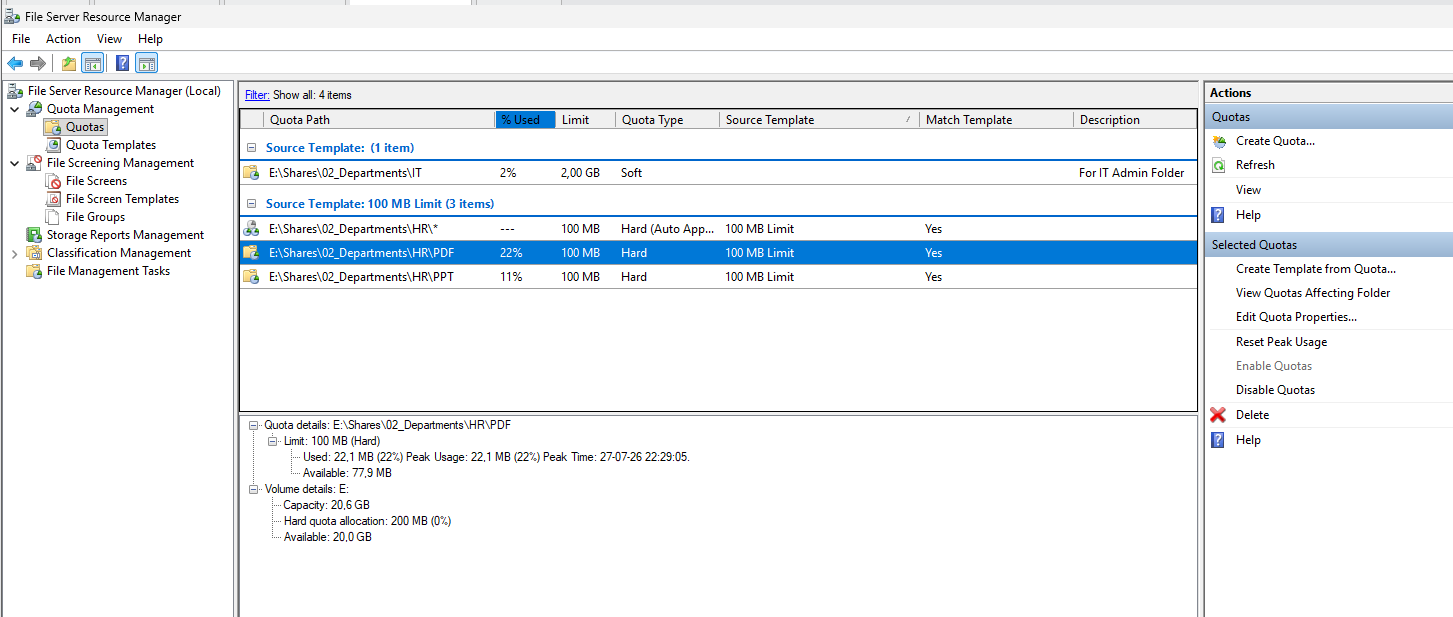 File Server Resource Manager
File Action View Help
File Server Resource Manager (Local)
Quota Management
Quotas
Quota Templates
File Screening Management
File Screens
File Screen Templates
File Groups
Storage Reports Management
Classification Management
File Management Tasks
Filter: Show all: 4 items
Quota Path % Used Limit Quota Type Source Template Match Template Description
Source Template: (1 item)
E:\Shares\02_Departments\IT 2% 2,00 GB Soft For IT Admin Folder
Source Template: 100 MB Limit (3 items)
E:\Shares\02_Departments\HR\* --- 100 MB Hard (Auto App... 100 MB Limit Yes
E:\Shares\02_Departments\HR\PDF 22% 100 MB Hard 100 MB Limit Yes
E:\Shares\02_Departments\HR\PPT 11% 100 MB Hard 100 MB Limit Yes
Quota details: E:\Shares\02_Departments\HR\PDF
Limit: 100 MB (Hard)
Used: 22,1 MB (22%) Peak Usage: 22,1 MB (22%) Peak Time: 27-07-26 22:29:05.
Available: 77,9 MB
Volume details: E:
Capacity: 20,6 GB
Hard quota allocation: 200 MB (0%)
Available: 20,0 GB
Actions
Quotas
Create Quota...
Refresh
View
Help
Selected Quotas
Create Template from Quota...
View Quotas Affecting Folder
Edit Quota Properties...
Reset Peak Usage
Enable Quotas
Disable Quotas
Delete
Help